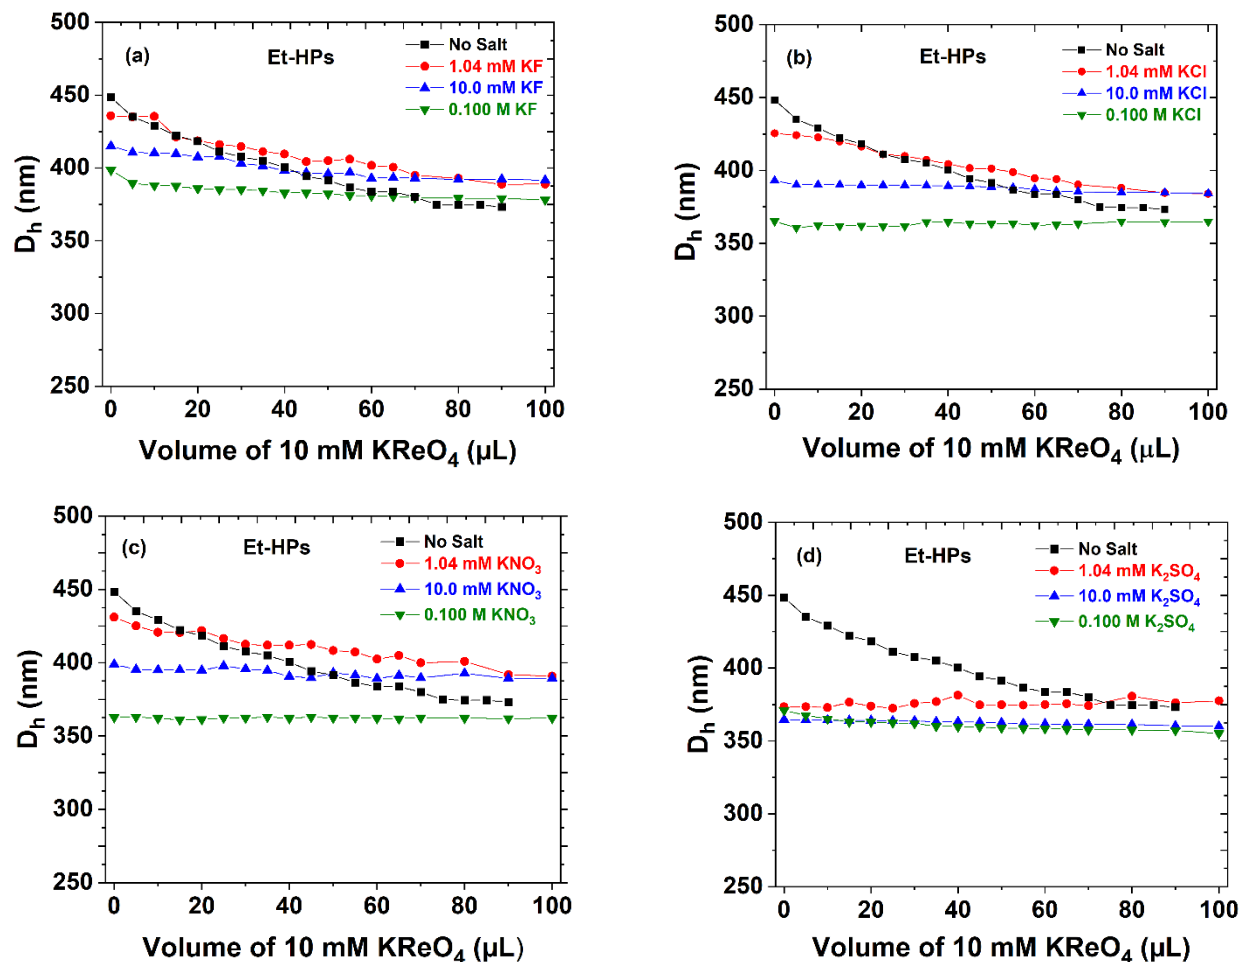 (a)
Et-HPs
No Salt
1.04 mM KF
10.0 mM KF
0.100 M KF
500
450
400
350
300
250
Dₕ (nm)
0 20 40 60 80 100
Volume of 10 mM KReO₄ (µL)
(b)
Et-HPs
No Salt
1.04 mM KCl
10.0 mM KCl
0.100 M KCl
500
450
400
350
300
250
Dₕ (nm)
0 20 40 60 80 100
Volume of 10 mM KReO₄ (μL)
(c)
Et-HPs
No Salt
1.04 mM KNO₃
10.0 mM KNO₃
0.100 M KNO₃
500
450
400
350
300
250
Dₕ (nm)
0 20 40 60 80 100
Volume of 10 mM KReO₄ (µL)
(d)
Et-HPs
No Salt
1.04 mM K₂SO₄
10.0 mM K₂SO₄
0.100 M K₂SO₄
500
450
400
350
300
250
Dₕ (nm)
0 20 40 60 80 100
Volume of 10 mM KReO₄ (µL)